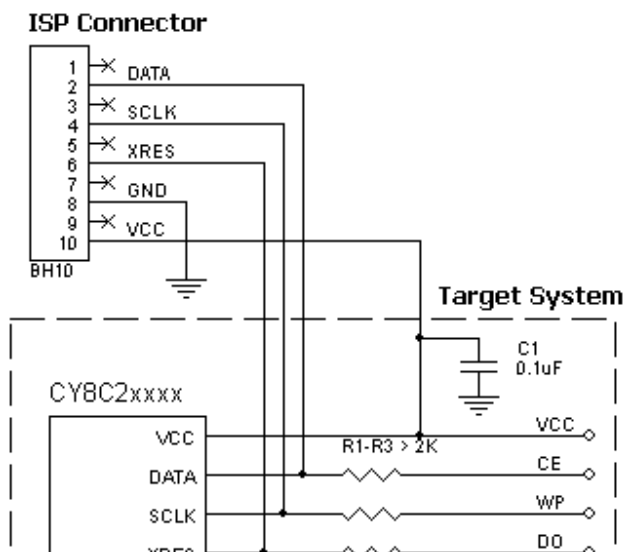 ISP Connector
1
DATA
2
3
SCLK
4
5
XRES
6
7
GND
8
9
VCC
10
BH10
Target System
C1
0.1uF
CY8C2xxxx
VCC
R1-R3 > 2K
VCC
DATA
CE
SCLK
WP
XRES
DO